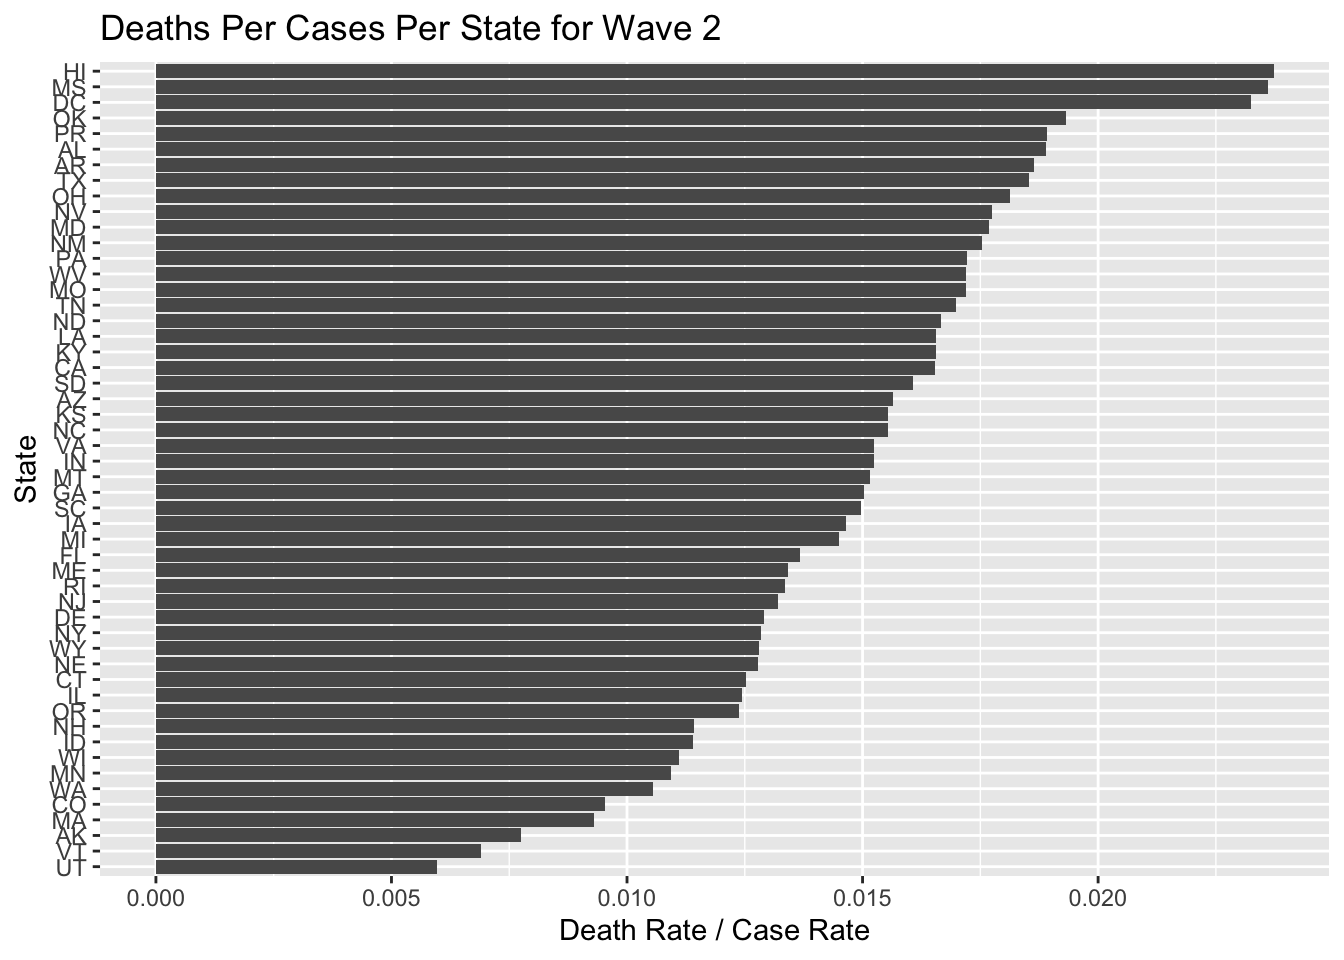 Deaths Per Cases Per State for Wave 2
HI
MS
DC
OK
PR
AL
AR
TX
OH
NV
MD
NM
PA
WV
MO
TN
ND
LA
KY
CA
SD
AZ
KS
NC
VA
IN
MT
GA
SC
IA
MI
FL
ME
RI
NJ
DE
NY
WY
NE
CT
IL
OR
NH
ID
WI
MN
WA
CO
MA
AK
VT
UT
State
0.000 0.005 0.010 0.015 0.020
Death Rate / Case Rate